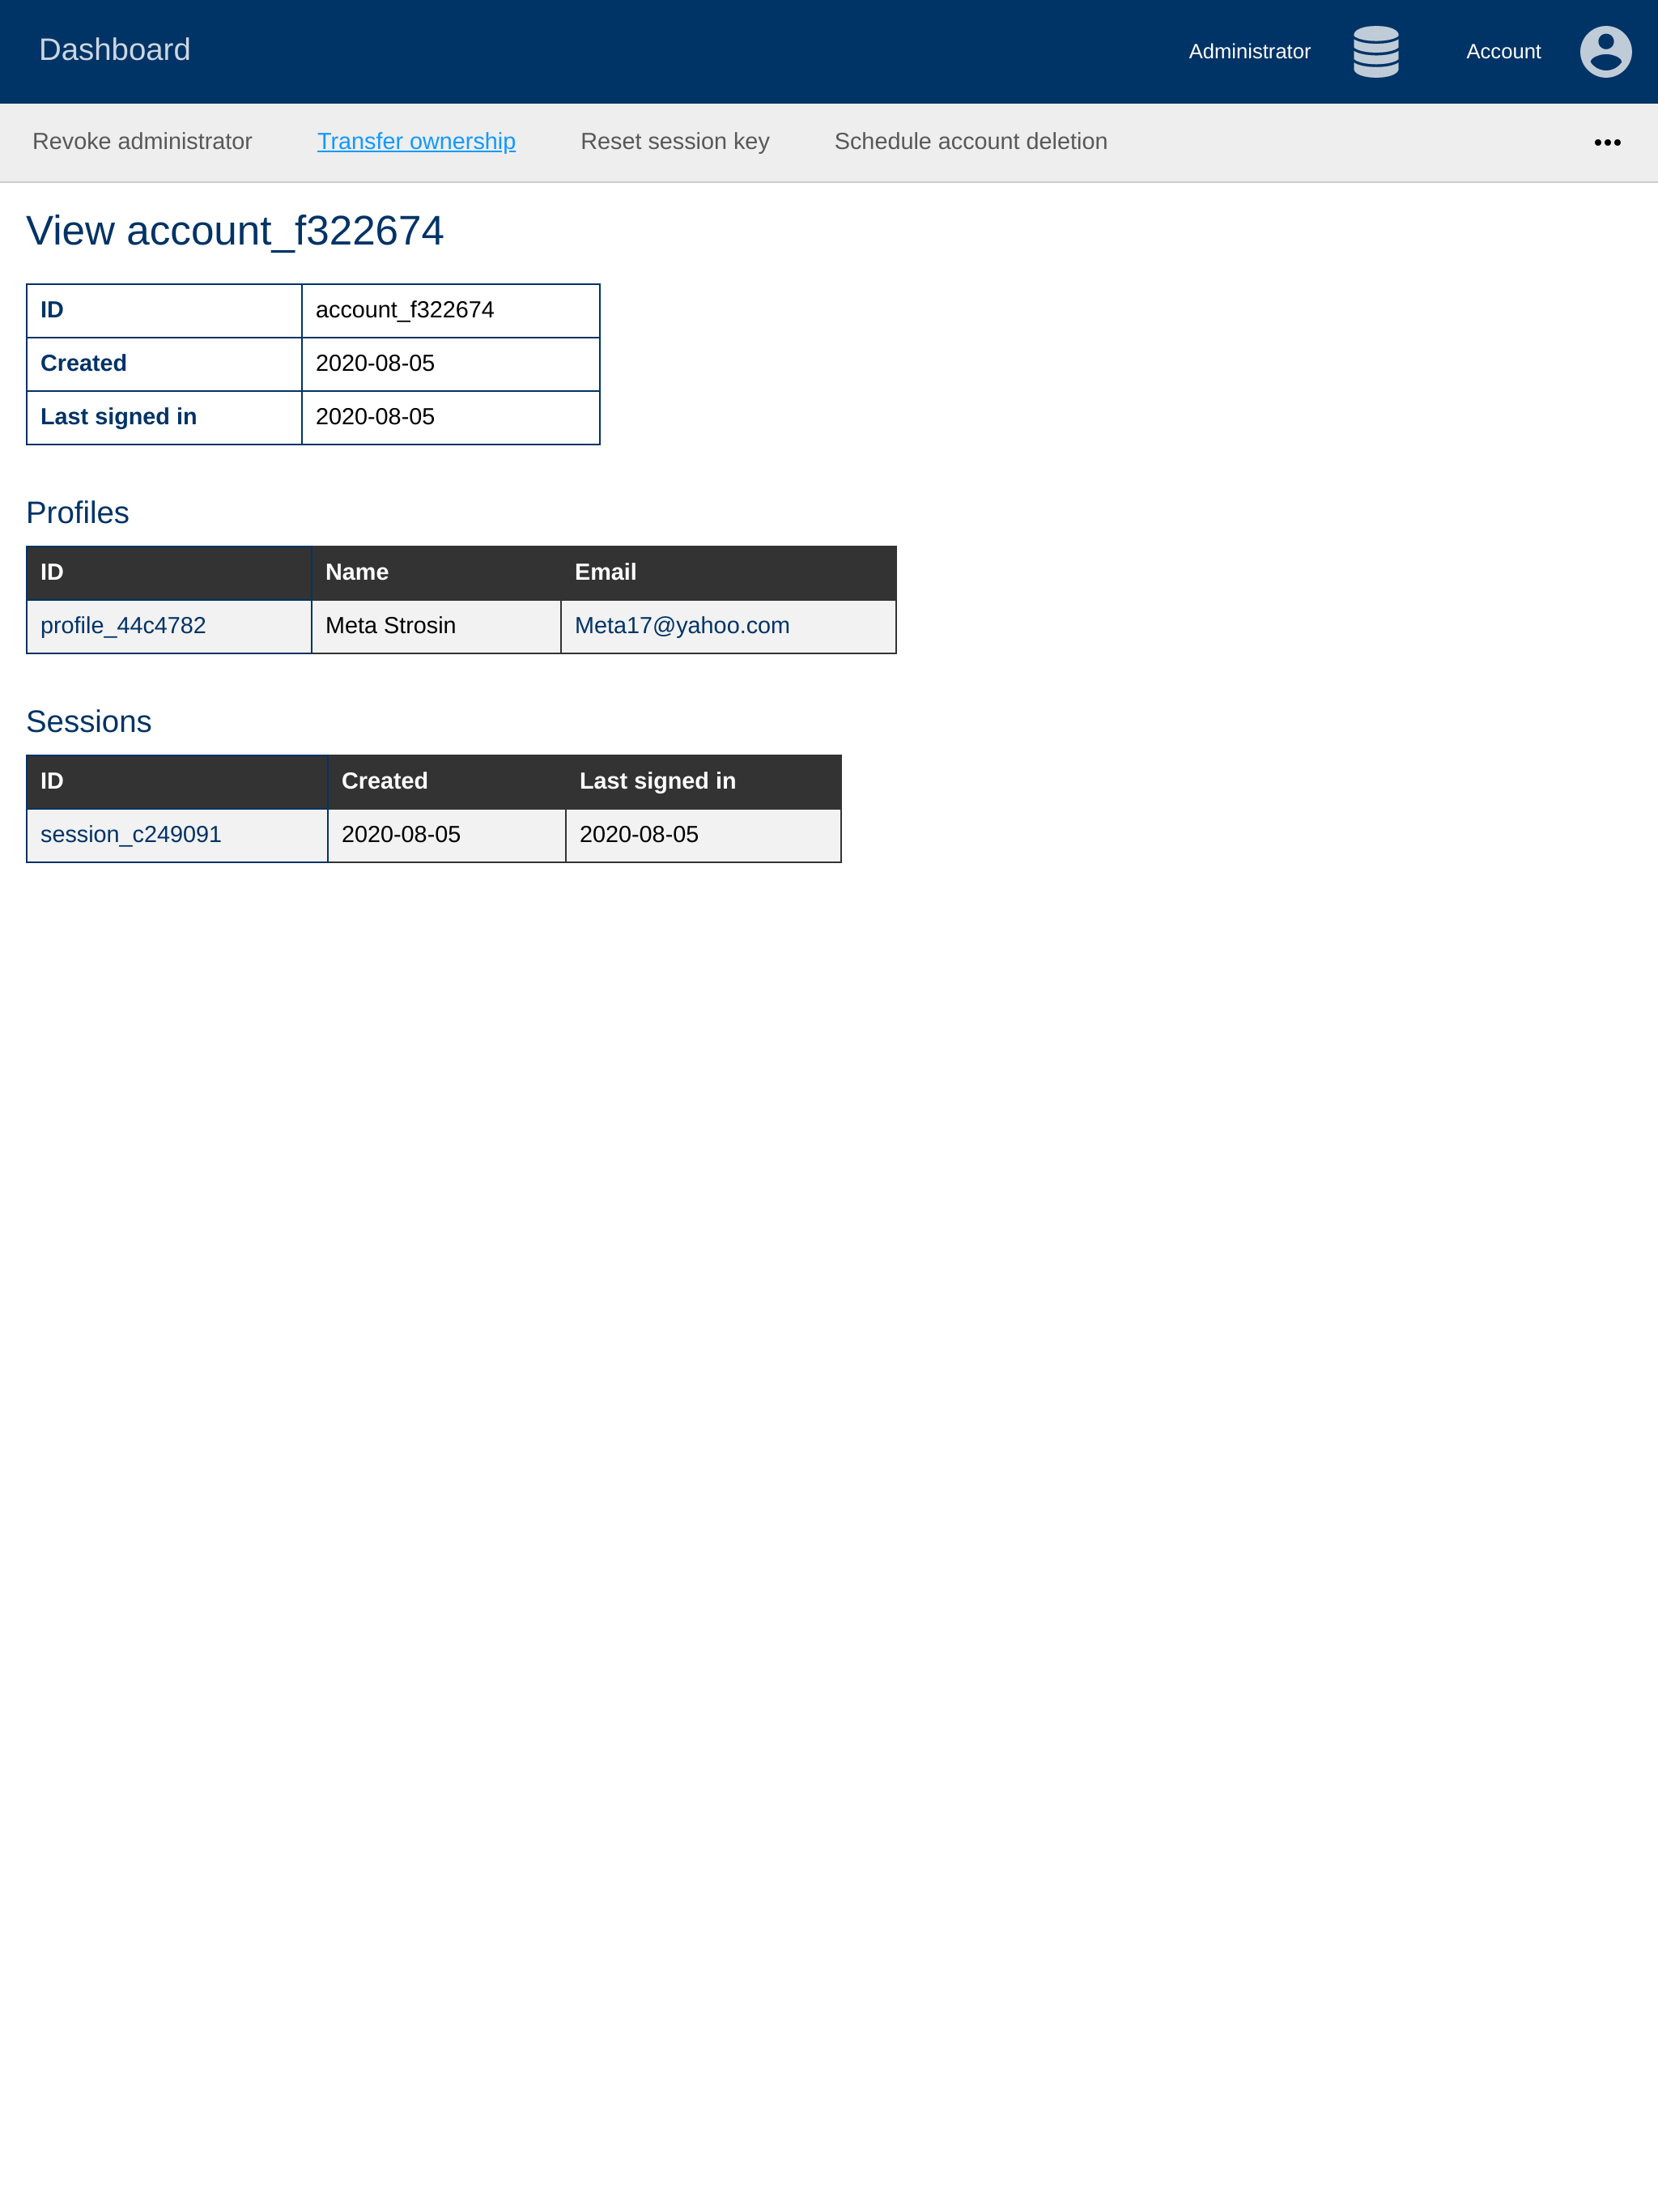 Dashboard Administrator Account
Revoke administrator Transfer ownership Reset session key Schedule account deletion
View account_f322674
ID account_f322674
Created 2020-08-05
Last signed in 2020-08-05
Profiles
ID Name Email
profile_44c4782 Meta Strosin Meta17@yahoo.com
Sessions
ID Created Last signed in
session_c249091 2020-08-05 2020-08-05